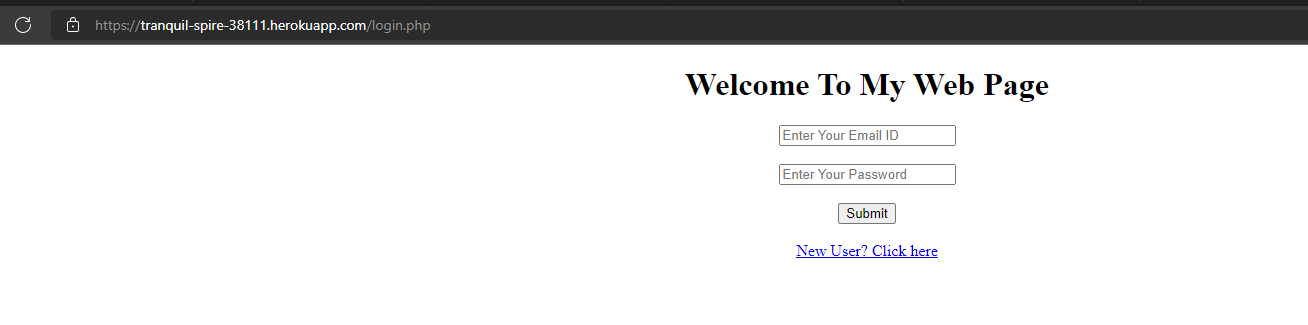 https://tranquil-spire-38111.herokuapp.com/login.php
Welcome To My Web Page
Enter Your Email ID
Enter Your Password
Submit
New User? Click here